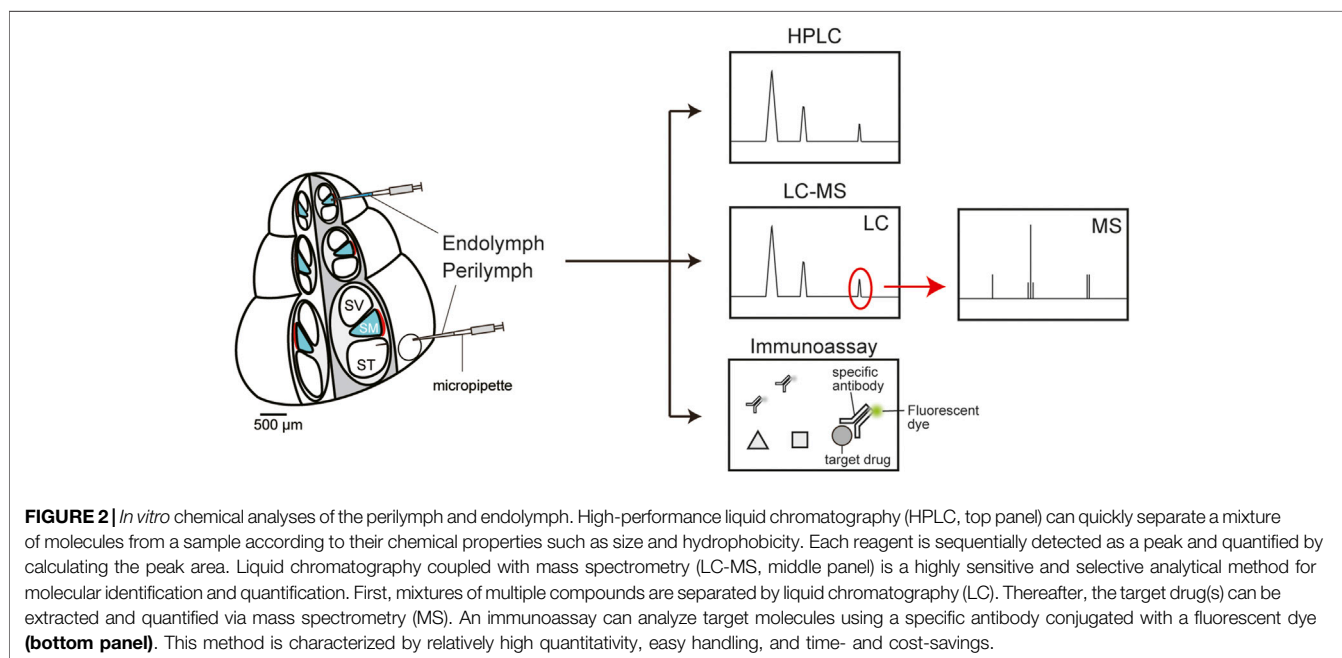 HPLC
LC-MS
LC
MS
Endolymph
Perilymph
SV
SM
ST
micropipette
500 µm
Immunoassay
specific
antibody
Fluorescent
dye
target drug
FIGURE 2 | In vitro chemical analyses of the perilymph and endolymph. High-performance liquid chromatography (HPLC, top panel) can quickly separate a mixture
of molecules from a sample according to their chemical properties such as size and hydrophobicity. Each reagent is sequentially detected as a peak and quantified by
calculating the peak area. Liquid chromatography coupled with mass spectrometry (LC-MS, middle panel) is a highly sensitive and selective analytical method for
molecular identification and quantification. First, mixtures of multiple compounds are separated by liquid chromatography (LC). Thereafter, the target drug(s) can be
extracted and quantified via mass spectrometry (MS). An immunoassay can analyze target molecules using a specific antibody conjugated with a fluorescent dye
(bottom panel). This method is characterized by relatively high quantitativity, easy handling, and time- and cost-savings.